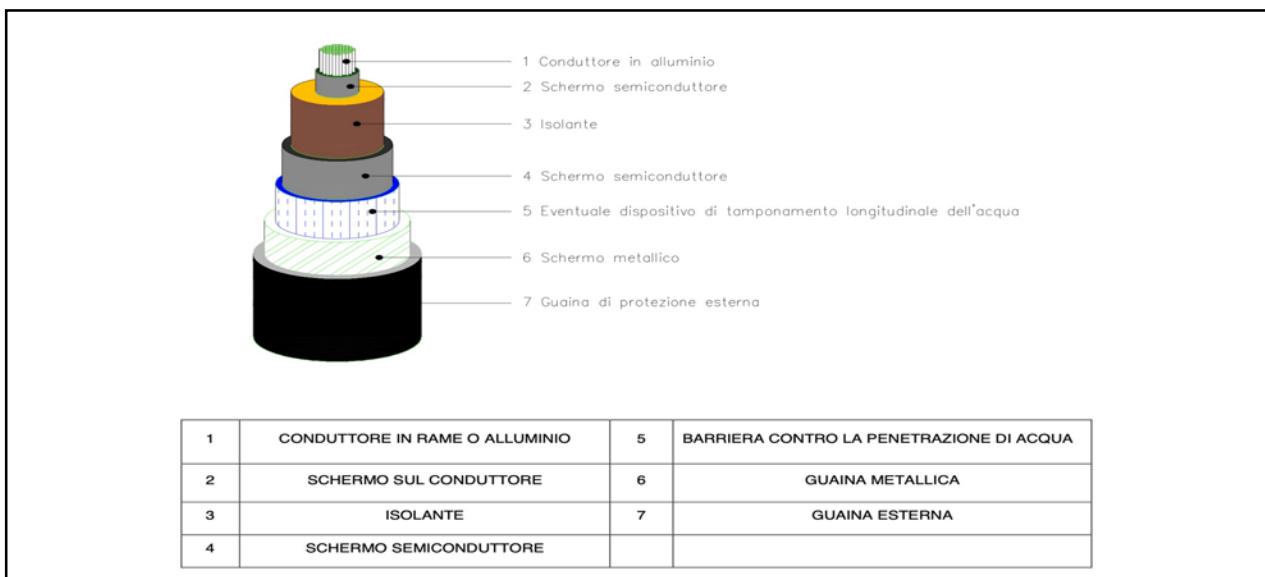 1 Conduttore in alluminio
2 Schermo semiconduttore
3 Isolante
4 Schermo semiconduttore
5 Eventuale dispositivo di tamponamento longitudinale dell'acqua
6 Schermo metallico
7 Guaina di protezione esterna
1 CONDUTTORE IN RAME O ALLUMINIO 5 BARRIERA CONTRO LA PENETRAZIONE DI ACQUA
2 SCHERMO SUL CONDUTTORE 6 GUAINA METALLICA
3 ISOLANTE 7 GUAINA ESTERNA
4 SCHERMO SEMICONDUTTORE